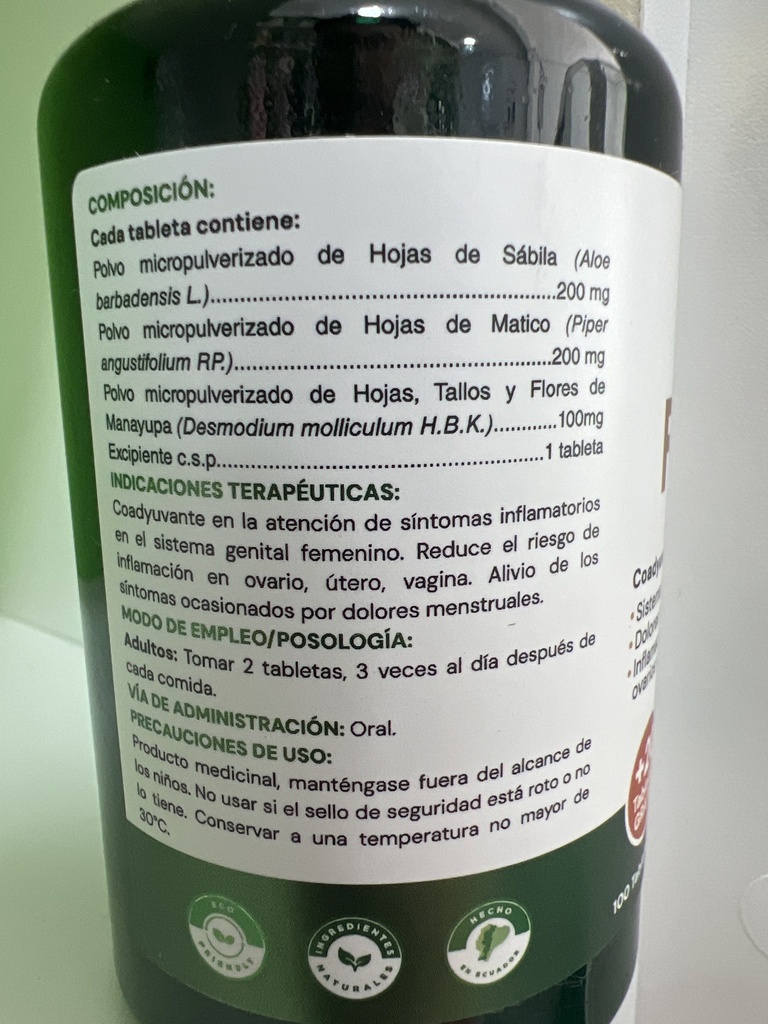 COMPOSICIÓN:
Cada tableta contiene:
Polvo micropulverizado de Hojas de Sábila (Aloe
barbadensis L.)..........................................................200 mg
Polvo micropulverizado de Hojas de Matico (Piper
angustifolium RP.).....................................................200 mg
Polvo micropulverizado de Hojas, Tallos y Flores de
Manayupa (Desmodium molliculum H.B.K.)............100mg
Excipiente c.s.p.......................................................1 tableta
INDICACIONES TERAPÉUTICAS:
Coadyuvante en la atención de síntomas inflamatorios
en el sistema genital femenino. Reduce el riesgo de
inflamación en ovario, útero, vagina. Alivio de los
síntomas ocasionados por dolores menstruales.
MODO DE EMPLEO/POSOLOGÍA:
Adultos: Tomar 2 tabletas, 3 veces al día después de
cada comida.
VÍA DE ADMINISTRACIÓN: Oral.
PRECAUCIONES DE USO:
Producto medicinal, manténgase fuera del alcance de
los niños. No usar si el sello de seguridad está roto o no
lo tiene. Conservar a una temperatura no mayor de
30°C.
ECO FRIENDLY
INGREDIENTES NATURALES
HECHO EN ECUADOR
100